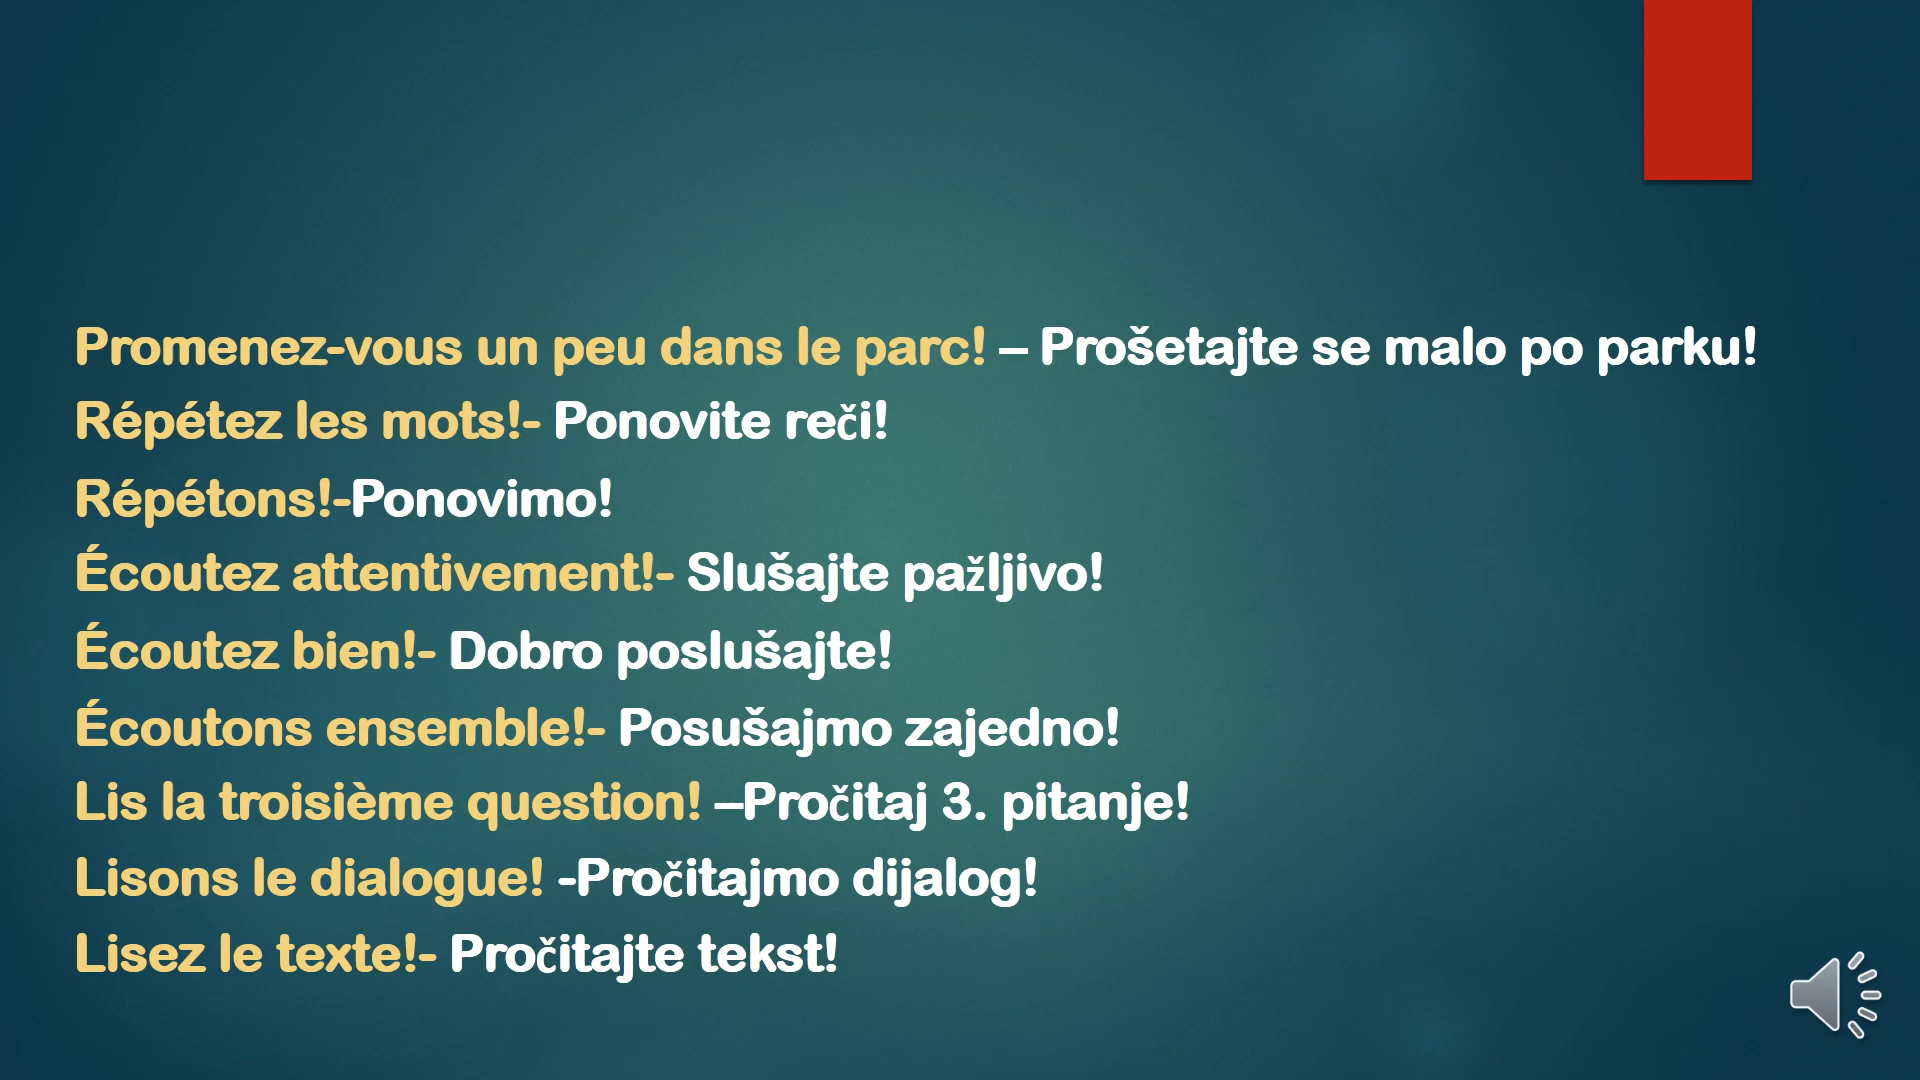 Promenez-vous un peu dans le parc! – Prošetajte se malo po parku!
Répétez les mots!- Ponovite reči!
Répétons!-Ponovimo!
Écoutez attentivement!- Slušajte pažljivo!
Écoutez bien!- Dobro poslušajte!
Écoutons ensemble!- Posušajmo zajedno!
Lis la troisième question! –Pročitaj 3. pitanje!
Lisons le dialogue! -Pročitajmo dijalog!
Lisez le texte!- Pročitajte tekst!